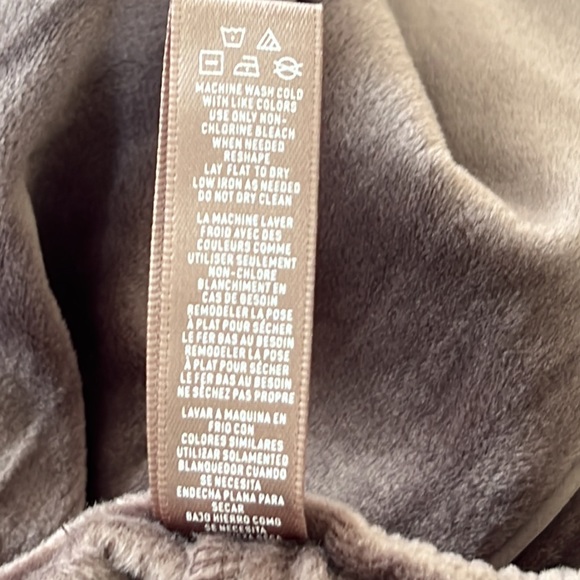 MACHINE WASH COLD
WITH LIKE COLORS
USE ONLY NON-
CHLORINE BLEACH
WHEN NEEDED
RESHAPE
LAY FLAT TO DRY
LOW IRON AS NEEDED
DO NOT DRY CLEAN
LA MACHINE LAVER
FROID AVEC DES
COULEURS COMME
UTILISER SEULEMENT
NON-CHLORE
BLANCHIMENT EN
CAS DE BESOIN
REMODELER LA POSE
À PLAT POUR SÉCHER
LE FER BAS AU BESOIN
REMODELER LA POSE
À PLAT POUR SÉCHER
LE FER BAS AU BESOIN
NE SÉCHEZ PAS PROPRE
LAVAR A MAQUINA EN
FRIO CON
COLORES SIMILARES
UTILIZAR SOLAMENTED
BLANQUEDOR CUANDO
SE NECESITA
ENDECHA PLANA PARA
SECAR
BAJO HIERRO COMO
SE NECESITA